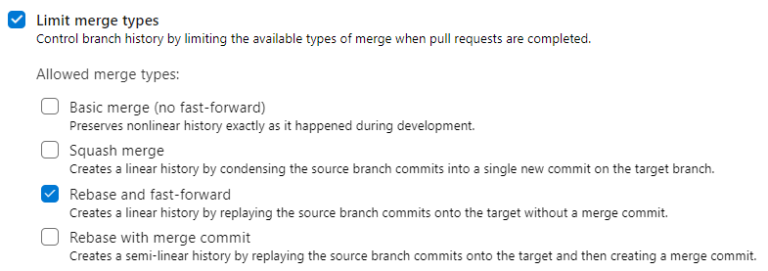 Limit merge types
Control branch history by limiting the available types of merge when pull requests are completed.
Allowed merge types:
Basic merge (no fast-forward)
Preserves nonlinear history exactly as it happened during development.
Squash merge
Creates a linear history by condensing the source branch commits into a single new commit on the target branch.
Rebase and fast-forward
Creates a linear history by replaying the source branch commits onto the target without a merge commit.
Rebase with merge commit
Creates a semi-linear history by replaying the source branch commits onto the target and then creating a merge commit.